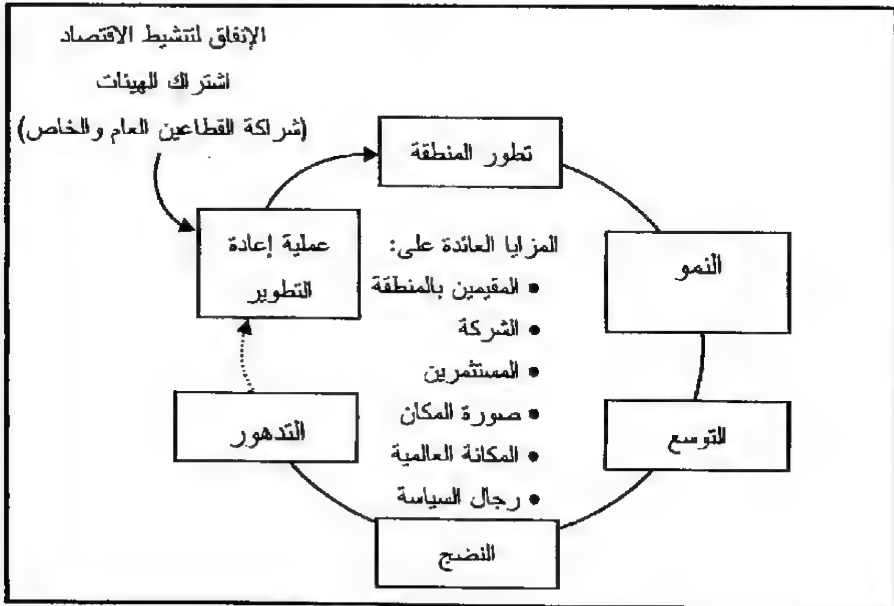 الإنفاق لتنشيط الاقتصاد
اشتراك الهيئات
(شراكة القطاعين العام والخاص)
تطور المنطقة
النمو
التوسع
النضج
التدهور
عملية إعادة
التطوير
المزايا العائدة على:
• المقيمين بالمنطقة
• الشركة
• المستثمرين
• صورة المكان
• المكانة العالمية
• رجال السياسة